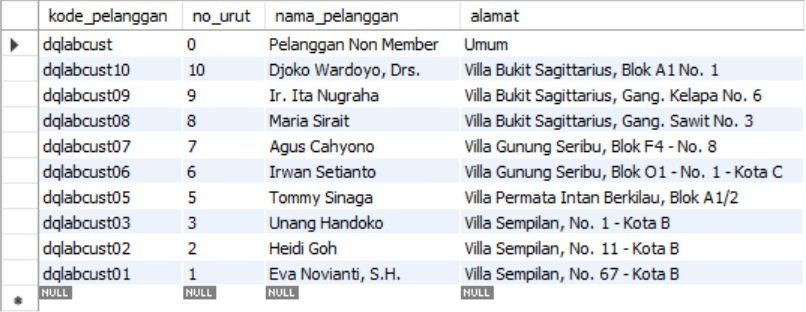 kode_pelanggan no_urut nama_pelanggan alamat
dqlabcust 0 Pelanggan Non Member Umum
dqlabcust10 10 Djoko Wardoyo, Drs. Villa Bukit Sagittarius, Blok A1 No. 1
dqlabcust09 9 Ir. Ita Nugraha Villa Bukit Sagittarius, Gang. Kelapa No. 6
dqlabcust08 8 Maria Sirait Villa Bukit Sagittarius, Gang. Sawit No. 3
dqlabcust07 7 Agus Cahyono Villa Gunung Seribu, Blok F4 - No. 8
dqlabcust06 6 Irwan Setianto Villa Gunung Seribu, Blok O1 - No. 1 - Kota C
dqlabcust05 5 Tommy Sinaga Villa Permata Intan Berkilau, Blok A1/2
dqlabcust03 3 Unang Handoko Villa Sempilan, No. 1 - Kota B
dqlabcust02 2 Heidi Goh Villa Sempilan, No. 11 - Kota B
dqlabcust01 1 Eva Novianti, S.H. Villa Sempilan, No. 67 - Kota B
NULL NULL NULL NULL